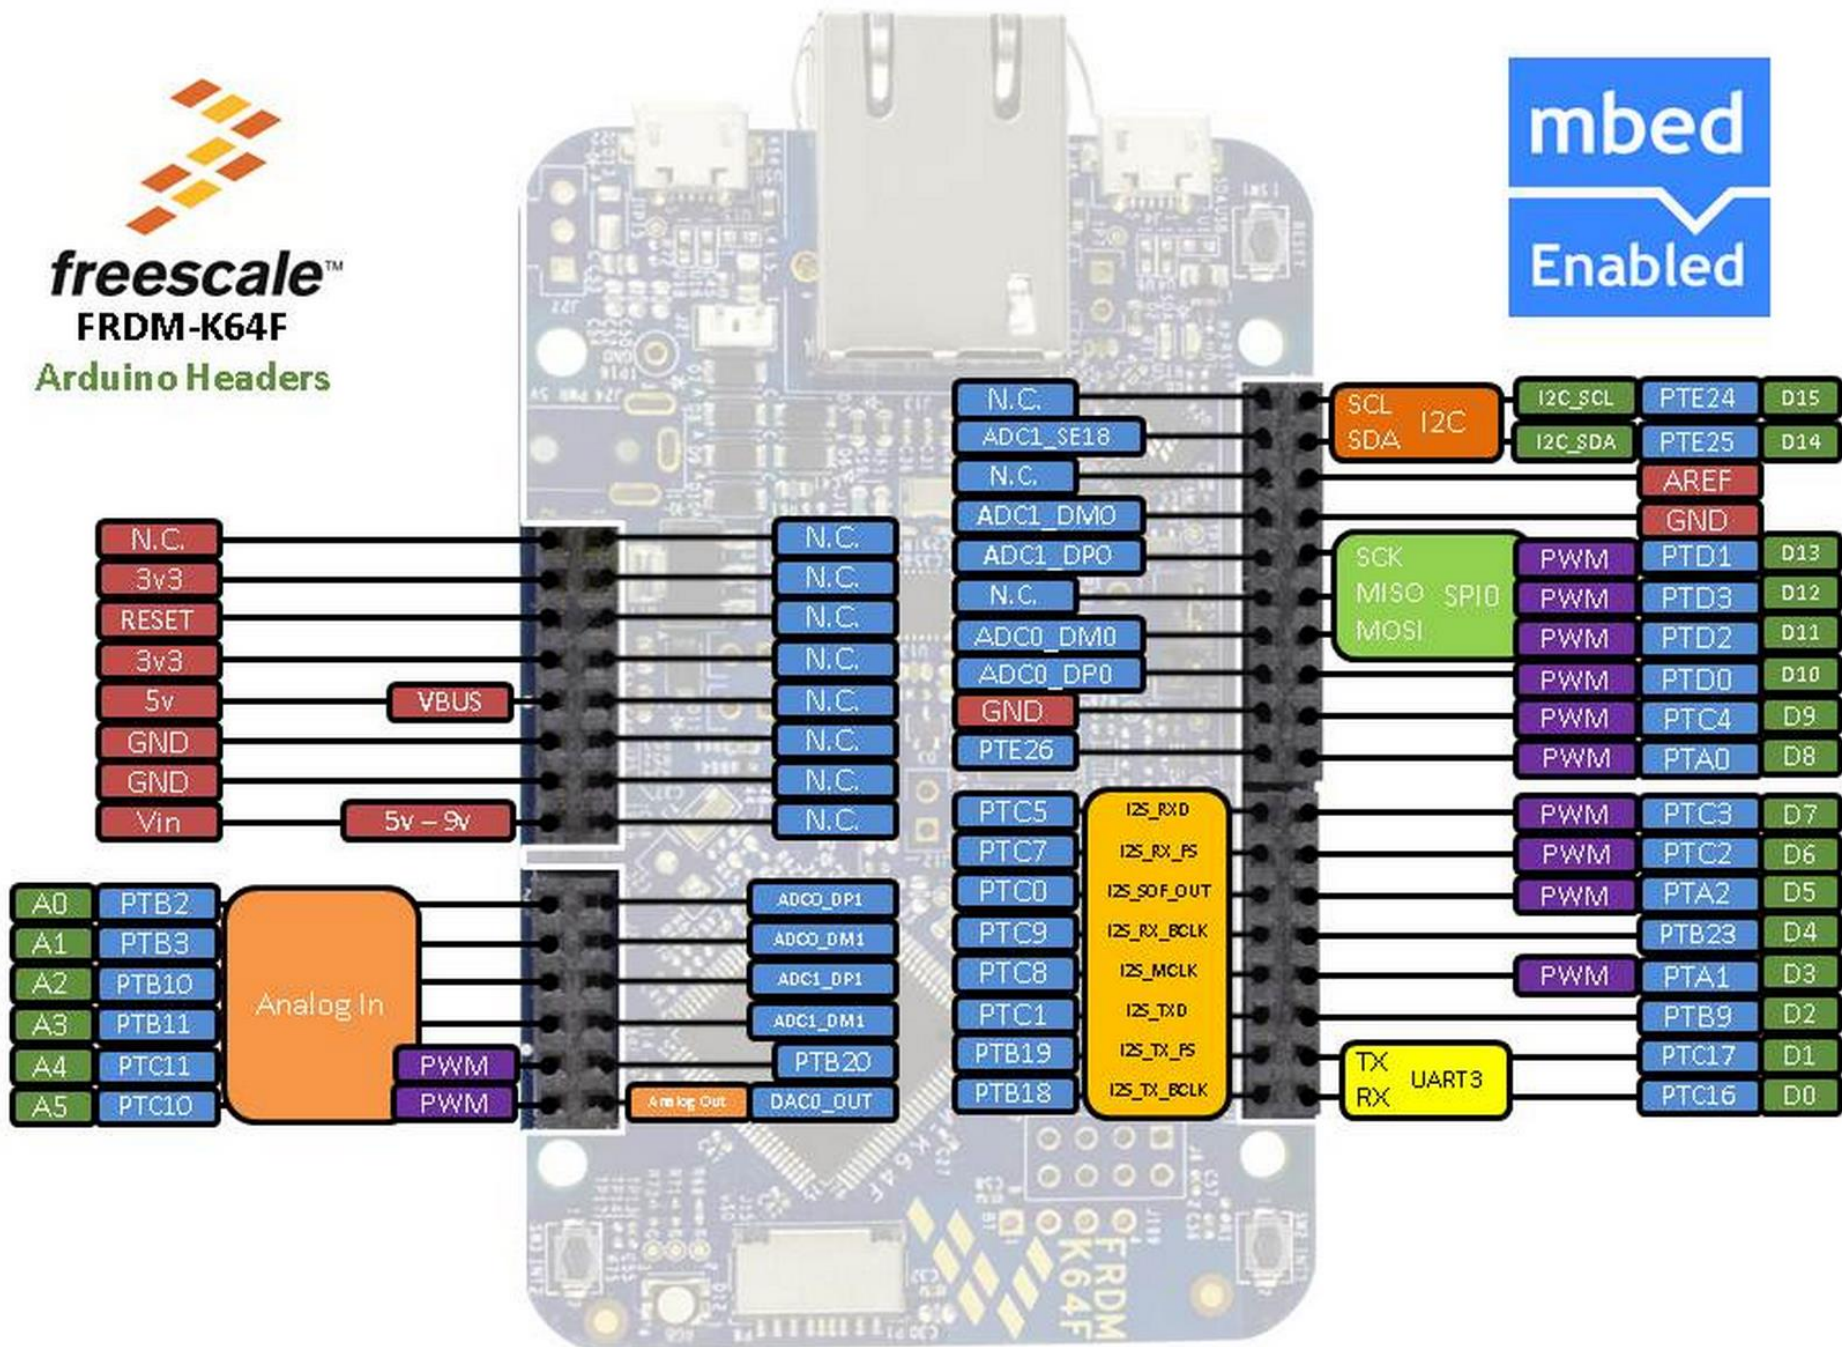 freescale™
FRDM-K64F
Arduino Headers
mbed
Enabled
N.C. SCL I2C I2C_SCL PTE24 D15
ADC1_SE18 SDA I2C_SDA PTE25 D14
N.C. AREF
ADC1_DM0 GND
ADC1_DP0 SCK PWM PTD1 D13
N.C. MISO SPI0 PWM PTD3 D12
ADC0_DM0 MOSI PWM PTD2 D11
ADC0_DP0 PWM PTD0 D10
GND PWM PTC4 D9
PTE26 PWM PTA0 D8
N.C. N.C.
3v3 N.C.
RESET N.C.
3v3 N.C.
5v VBUS N.C.
GND N.C.
GND N.C.
Vin 5v – 9v N.C.
PTC5 I2S_RXD PWM PTC3 D7
PTC7 I2S_RX_FS PWM PTC2 D6
PTC0 I2S_SOF_OUT PWM PTA2 D5
PTC9 I2S_RX_BCLK PTB23 D4
PTC8 I2S_MCLK PWM PTA1 D3
PTC1 I2S_TXD PTB9 D2
PTB19 I2S_TX_FS TX UART3 PTC17 D1
PTB18 I2S_TX_BCLK RX PTC16 D0
A0 PTB2 ADC0_DP1
A1 PTB3 ADC0_DM1
A2 PTB10 ADC1_DP1
Analog In
A3 PTB11 ADC1_DM1
A4 PTC11 PWM PTB20
A5 PTC10 PWM Analog Out DAC0_OUT
FRDM
K64F